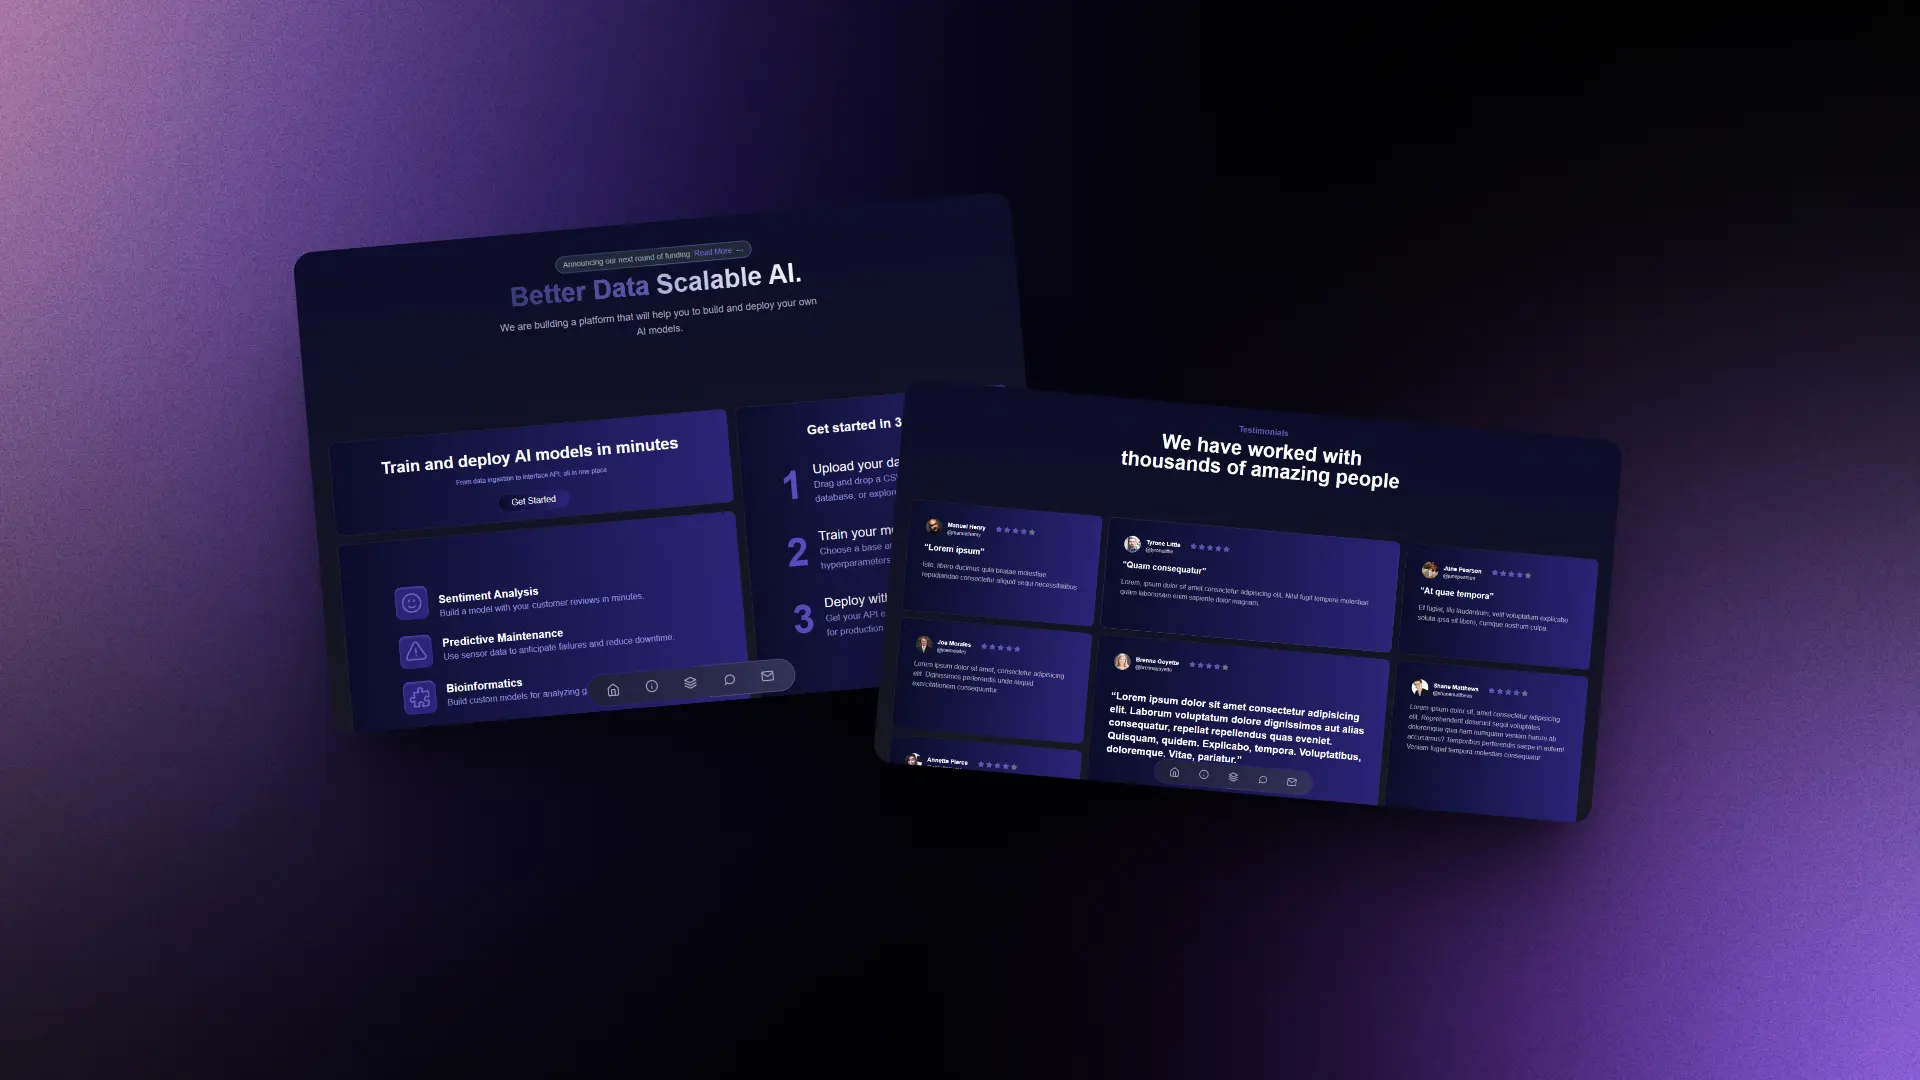 Announcing our next round of funding Read More →
Better Data Scalable AI.
We are building a platform that will help you to build and deploy your own
AI models.
Train and deploy AI models in minutes
From data ingestion to interface API, all in one place
Get Started
Sentiment Analysis
Build a model with your customer reviews in minutes.
Predictive Maintenance
Use sensor data to anticipate failures and reduce downtime.
Bioinformatics
Build custom models for analyzing g
Get started in 3
1
Upload your da
Drag and drop a CS
database, or explor
2
Train your m
Choose a base a
hyperparameters
3
Deploy with
Get your API e
for production
Testimonials
We have worked with
thousands of amazing people
Manuel Henry
@manuelhenry
“Lorem ipsum”
Iste, libero ducimus quia beatae molestiae
repudiandae consectetur aliquid sequi necessitatibus
Tyrone Little
@tyronelittle
“Quam consequatur”
Lorem, ipsum dolor sit amet consectetur adipisicing elit. Nihil fugit tempore molestiae
quam laboriosam enim sapiente dolor magnam.
June Pearson
@junepearson
“At quae tempora”
Et fugiat, illo laudantium, velit voluptatum explicabo
soluta ipsa sit libero, cumque nostrum culpa
Joe Morales
@joemorales
Lorem ipsum dolor sit amet, consectetur adipisicing
elit. Dignissimos perferendis unde aliquid
exercitationem consequuntur.
Brenna Goyette
@brennagoyette
“Lorem ipsum dolor sit amet consectetur adipisicing
elit. Laborum voluptatum dolore dignissimos aut alias
consequatur, repellat repellendus quas eveniet.
Quisquam, quidem. Explicabo, tempora. Voluptatibus,
doloremque. Vitae, pariatur.”
Shane Matthews
@shanematthews
Lorem ipsum dolor sit, amet consectetur adipisicing
elit. Reprehenderit deserunt sequi voluptates
doloremque quia nam numquam veniam harum ab
accusamus? Temporibus perferendis saepe in autem!
Veniam fugiat tempora molestias consequatur
Annette Pierce